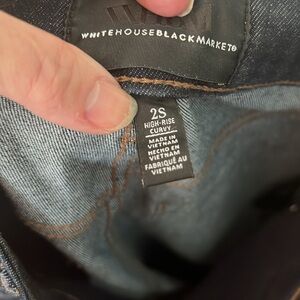 WHITEHOUSEBLACKMARKET®
2S
HIGH-RISE
CURVY
MADE IN
VIETNAM
HECHO EN
VIETNAM
FABRIQUÉ AU
VIETNAM